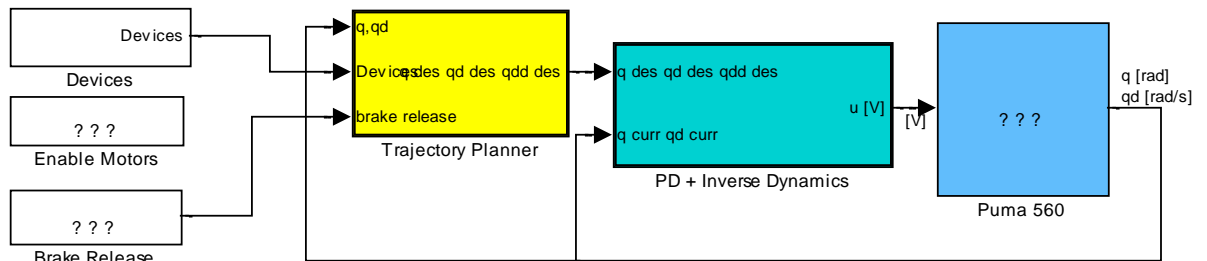 Devices
Devices
? ? ?
Enable Motors
? ? ?
Brake Release
q,qd
Devices
q des qd des qdd des
brake release
Trajectory Planner
q des qd des qdd des
u [V]
q curr qd curr
PD + Inverse Dynamics
[V]
? ? ?
Puma 560
q [rad]
qd [rad/s]